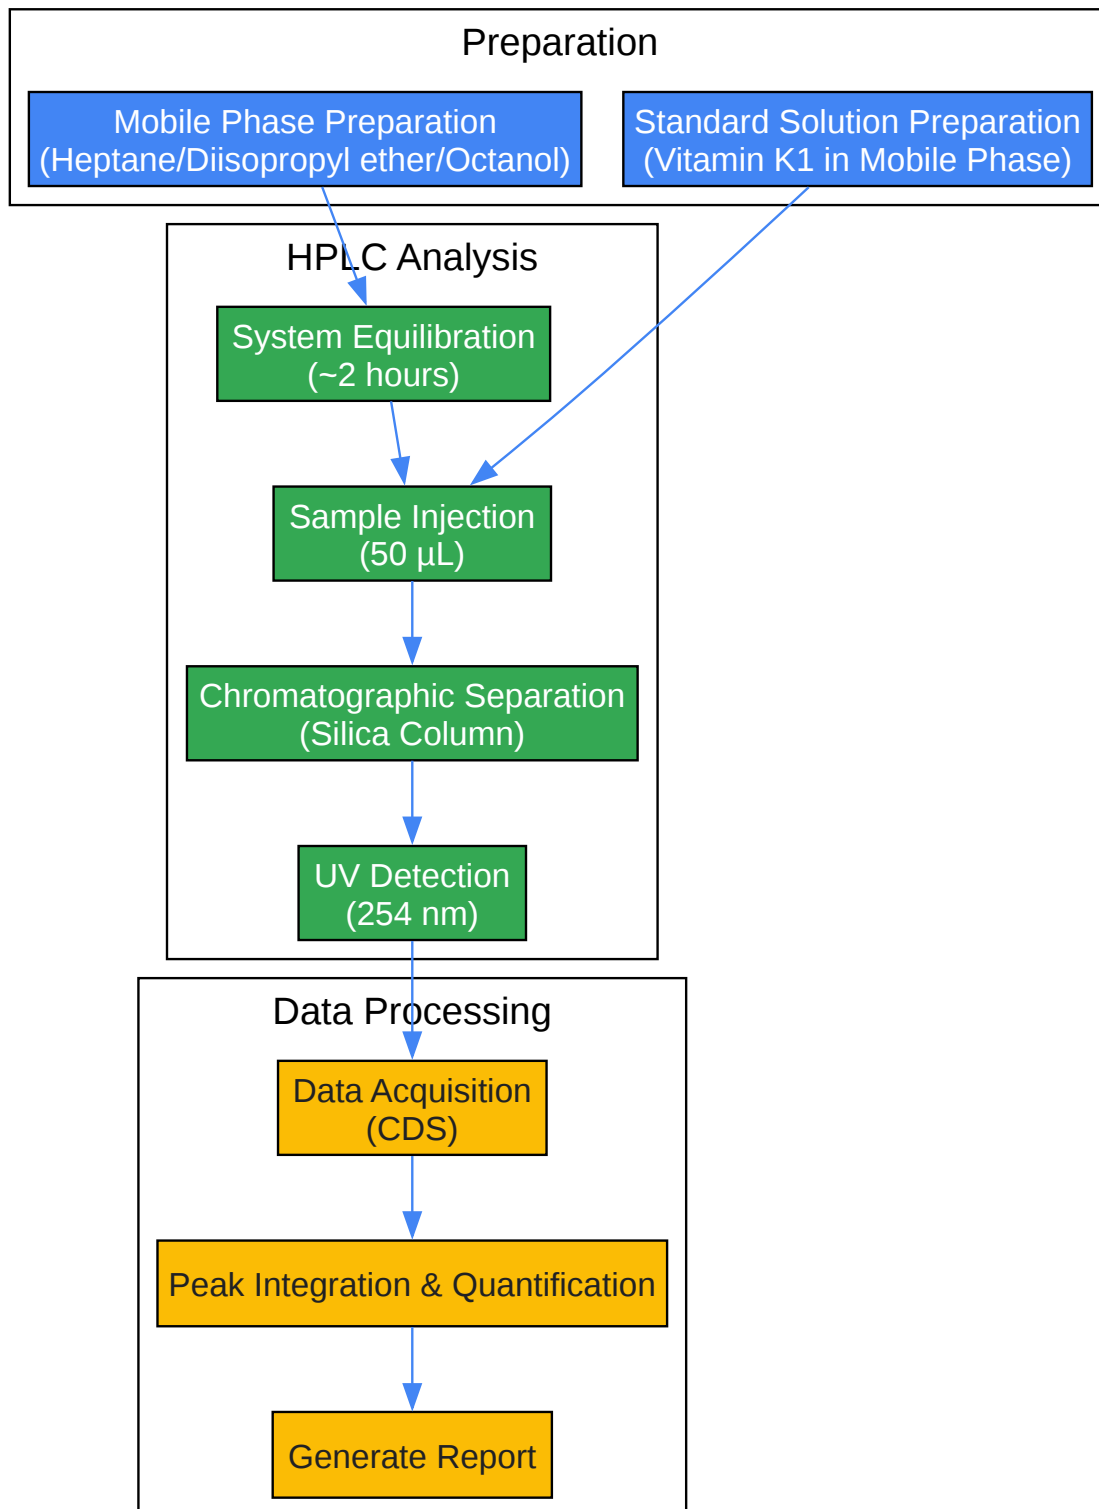 Preparation
Mobile Phase Preparation
(Heptane/Diisopropyl ether/Octanol)
Standard Solution Preparation
(Vitamin K1 in Mobile Phase)
HPLC Analysis
System Equilibration
(~2 hours)
Sample Injection
(50 µL)
Chromatographic Separation
(Silica Column)
UV Detection
(254 nm)
Data Processing
Data Acquisition
(CDS)
Peak Integration & Quantification
Generate Report